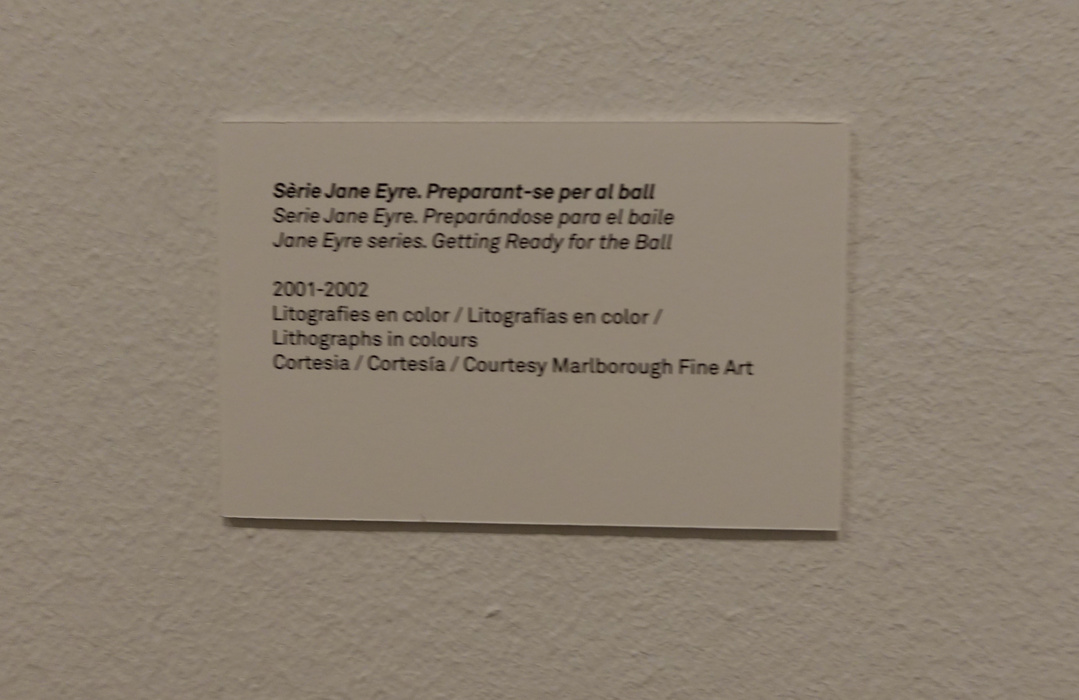 Sèrie Jane Eyre. Preparant-se per al ball
Serie Jane Eyre. Preparándose para el baile
Jane Eyre series. Getting Ready for the Ball
2001-2002
Litografies en color / Litografías en color /
Lithographs in colours
Cortesia / Cortesía / Courtesy Marlborough Fine Art